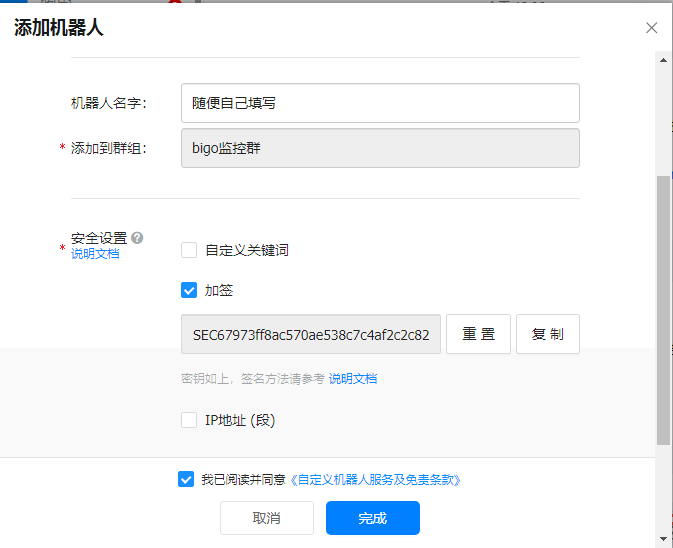 添加机器人
机器人名字：
随便自己填写
* 添加到群组：
bigo监控群
* 安全设置 ?
说明文档
自定义关键词
加签
SEC67973ff8ac570ae538c7c4af2c2c82
重 置
复 制
密钥如上，签名方法请参考 说明文档
IP地址 (段)
我已阅读并同意《自定义机器人服务及免责条款》
取消
完成